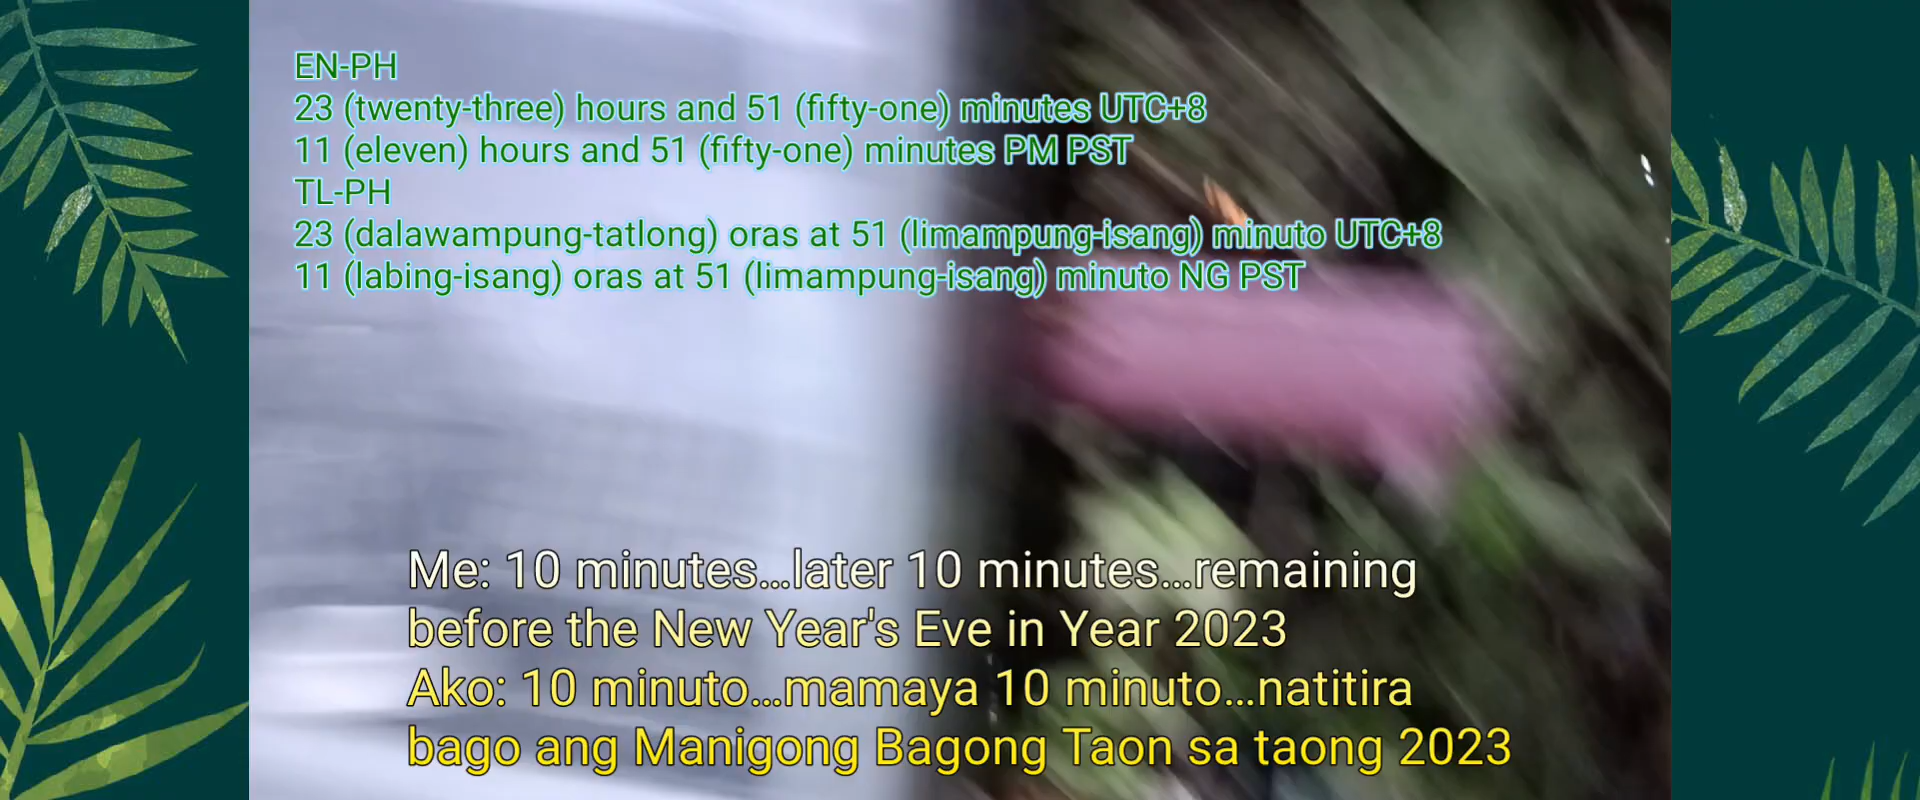 EN-PH
23 (twenty-three) hours and 51 (fifty-one) minutes UTC+8
11 (eleven) hours and 51 (fifty-one) minutes PM PST
TL-PH
23 (dalawampung-tatlong) oras at 51 (limampung-isang) minuto UTC+8
11 (labing-isang) oras at 51 (limampung-isang) minuto NG PST
Me: 10 minutes...later 10 minutes...remaining
before the New Year's Eve in Year 2023
Ako: 10 minuto...mamaya 10 minuto...natitira
bago ang Manigong Bagong Taon sa taong 2023